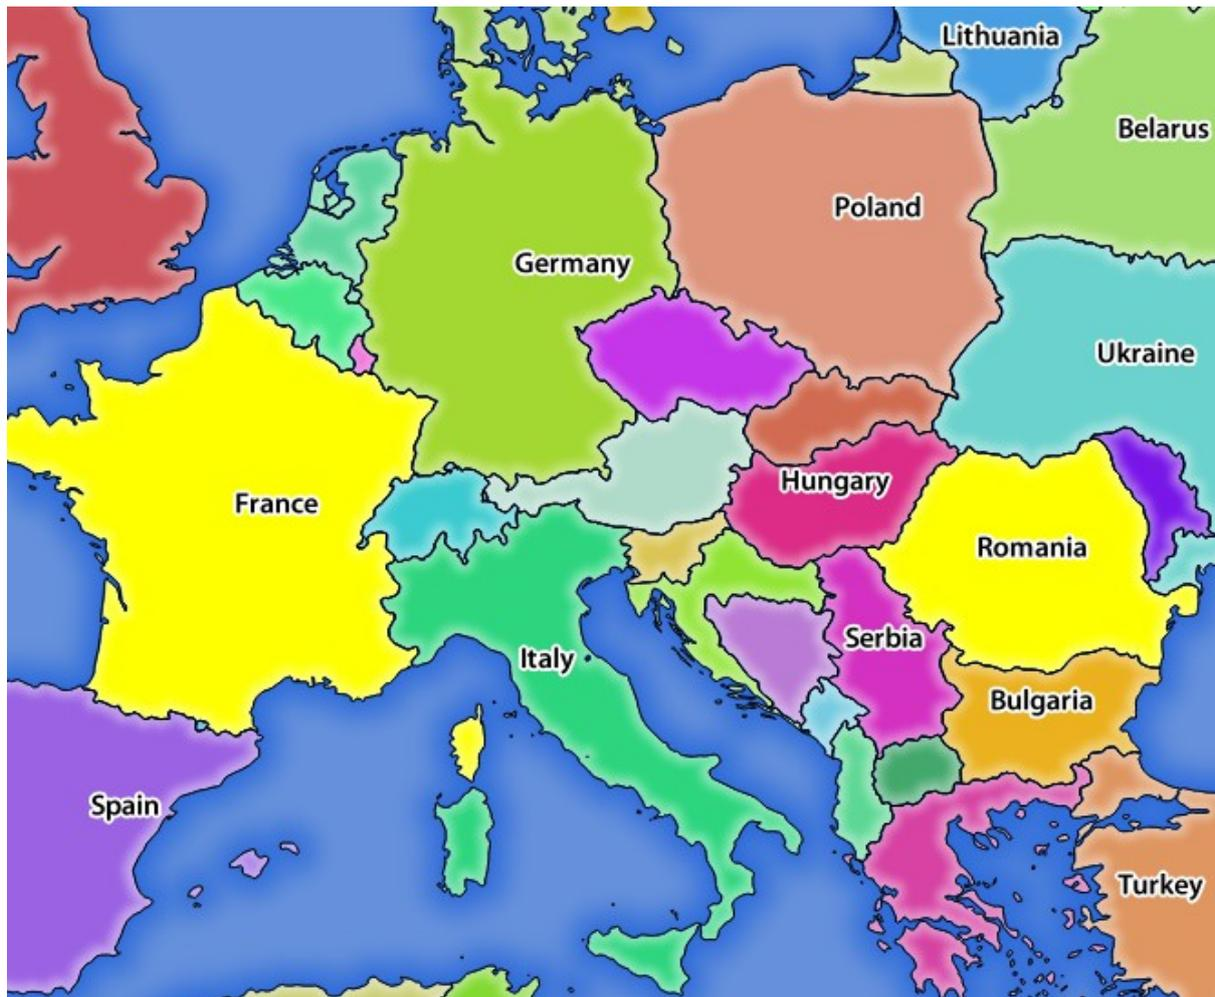 Lithuania
Belarus
Poland
Germany
Ukraine
Hungary
France
Romania
Serbia
Italy
Bulgaria
Spain
Turkey